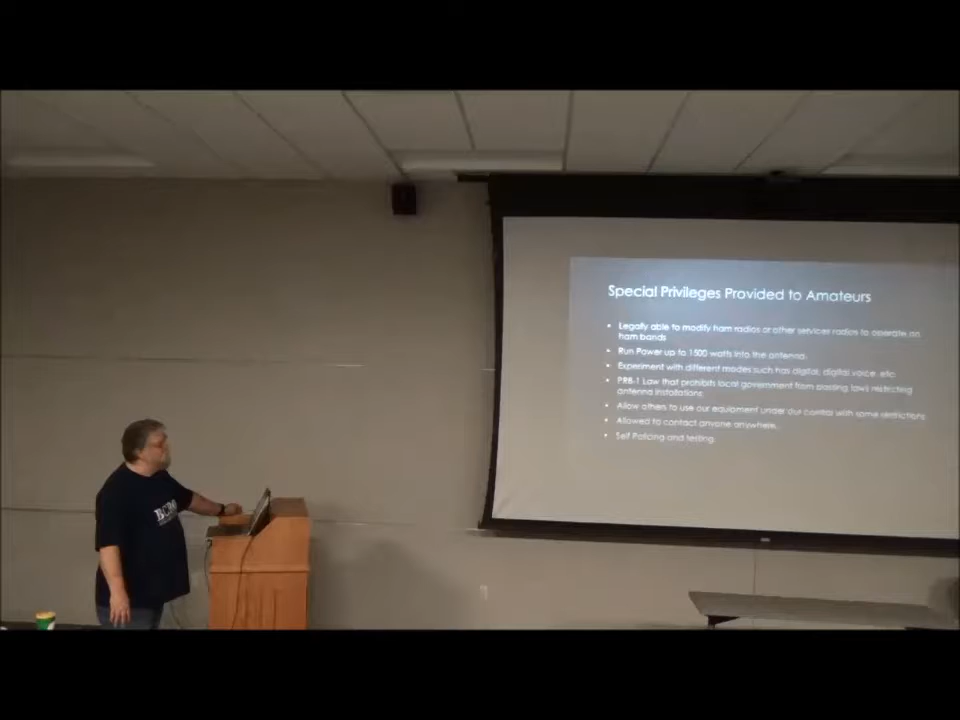 Special Privileges Provided to Amateurs
• Legally able to modify ham radios or other services radios to operate on
ham bands
• Run Power up to 1500 watts into the antenna.
• Experiment with different modes such has digital, digital voice, etc
• PRB-1 Law that prohibits local government from passing laws restricting
antenna installations.
• Allow others to use our equipment under our control with some restrictions.
• Allowed to contact anyone anywhere.
• Self Policing and testing.